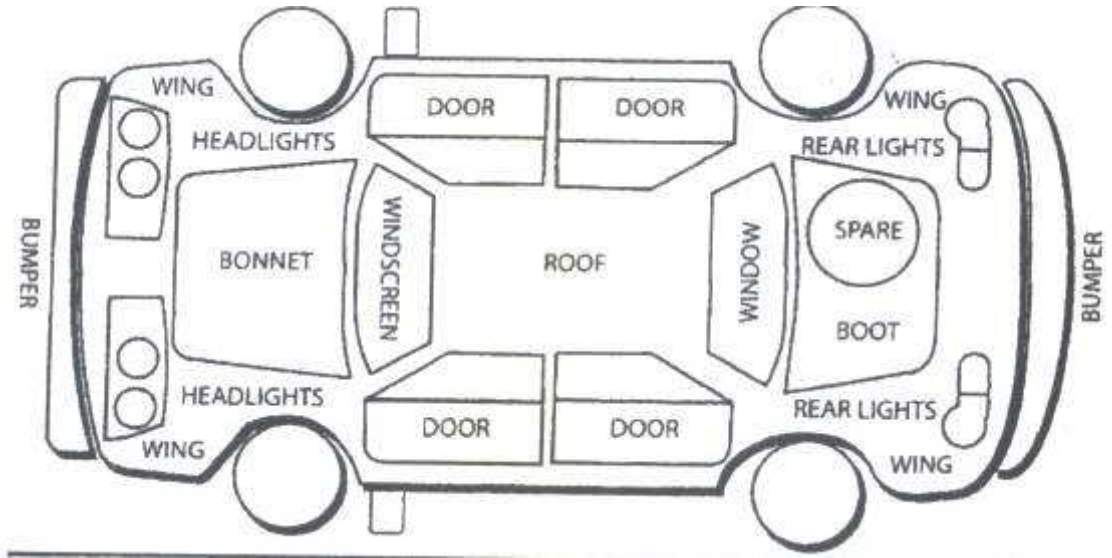 WING
DOOR
DOOR
WING
HEADLIGHTS
REAR LIGHTS
BUMPER
BONNET
WINDSCREEN
ROOF
WINDOW
SPARE
BOOT
BUMPER
HEADLIGHTS
REAR LIGHTS
WING
DOOR
DOOR
WING